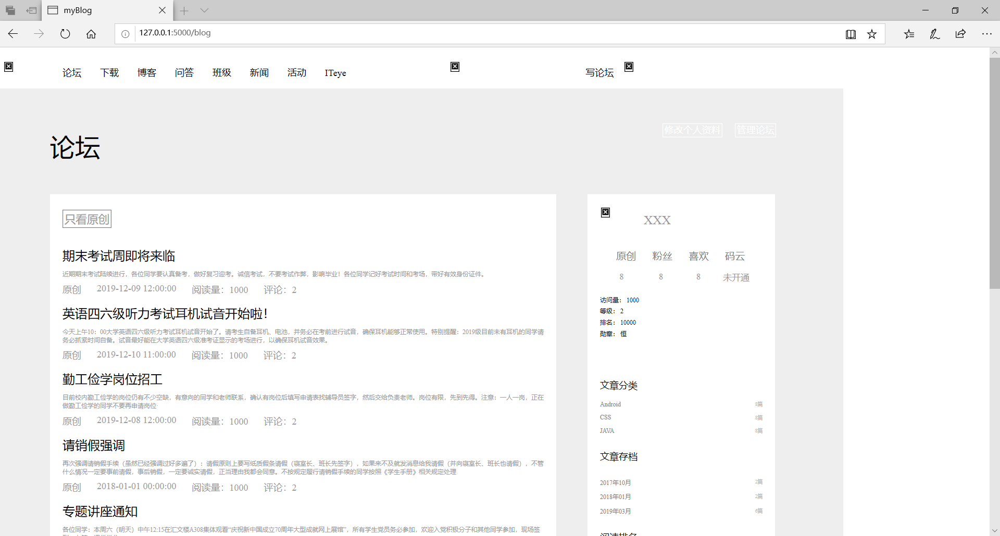 myBlog
127.0.0.1:5000/blog
论坛 下载 博客 问答 班级 新闻 活动 ITeye 写论坛
修改个人资料 管理论坛
论坛
只看原创
期末考试周即将来临
近期期末考试陆续进行，各位同学要认真备考，做好复习迎考。诚信考试，不要考试作弊，影响毕业！各位同学记好考试时间和考场，带好有效身份证件。
原创 2019-12-09 12:00:00 阅读量：1000 评论：2
英语四六级听力考试耳机试音开始啦！
今天上午10：00大学英语四六级听力考试耳机试音开始了。请考生自备耳机、电池，并务必在考前进行试音，确保耳机能够正常使用。特别提醒：2019级目前未有耳机的同学请
务必抓紧时间自备。试音最好能在大学英语四六级准考证显示的考场进行，以确保耳机试音效果。
原创 2019-12-10 11:00:00 阅读量：1000 评论：2
勤工俭学岗位招工
目前校内勤工俭学的岗位仍有不少空缺，有意向的同学和老师联系，确认有岗位后填写申请表找辅导员签字，然后交给负责老师。岗位有限，先到先得。注意：一人一岗，正在
做勤工俭学的同学不要再申请岗位·
原创 2019-12-08 12:00:00 阅读量：1000 评论：2
请销假强调
再次强调请销假手续（虽然已经强调过好多遍了）：请假原则上要写纸质假条请假（寝室长、班长先签字），如果来不及就发消息给我请假（并向寝室长、班长也请假），不管
什么情况一定要事前请假，事后销假，一定要诚实请假，正当理由我都会同意。不按规定履行请销假手续的同学按照《学生手册》相关规定处理
原创 2018-01-01 00:00:00 阅读量：1000 评论：2
专题讲座通知
各位同学：本周六（明天）中午12:15在汇文楼A308集体观看“庆祝新中国成立70周年大型成就网上展馆”，所有学生党员务必参加，欢迎入党积极分子和其他同学参加，现场签
XXX
原创 粉丝 喜欢 码云
8 8 8 未开通
访问量： 1000
等级： 2
排名： 10000
勋章： 恒
文章分类
Android 8篇
CSS 8篇
JAVA 8篇
文章存档
2017年10月 2篇
2018年01月 2篇
2019年03月 6篇